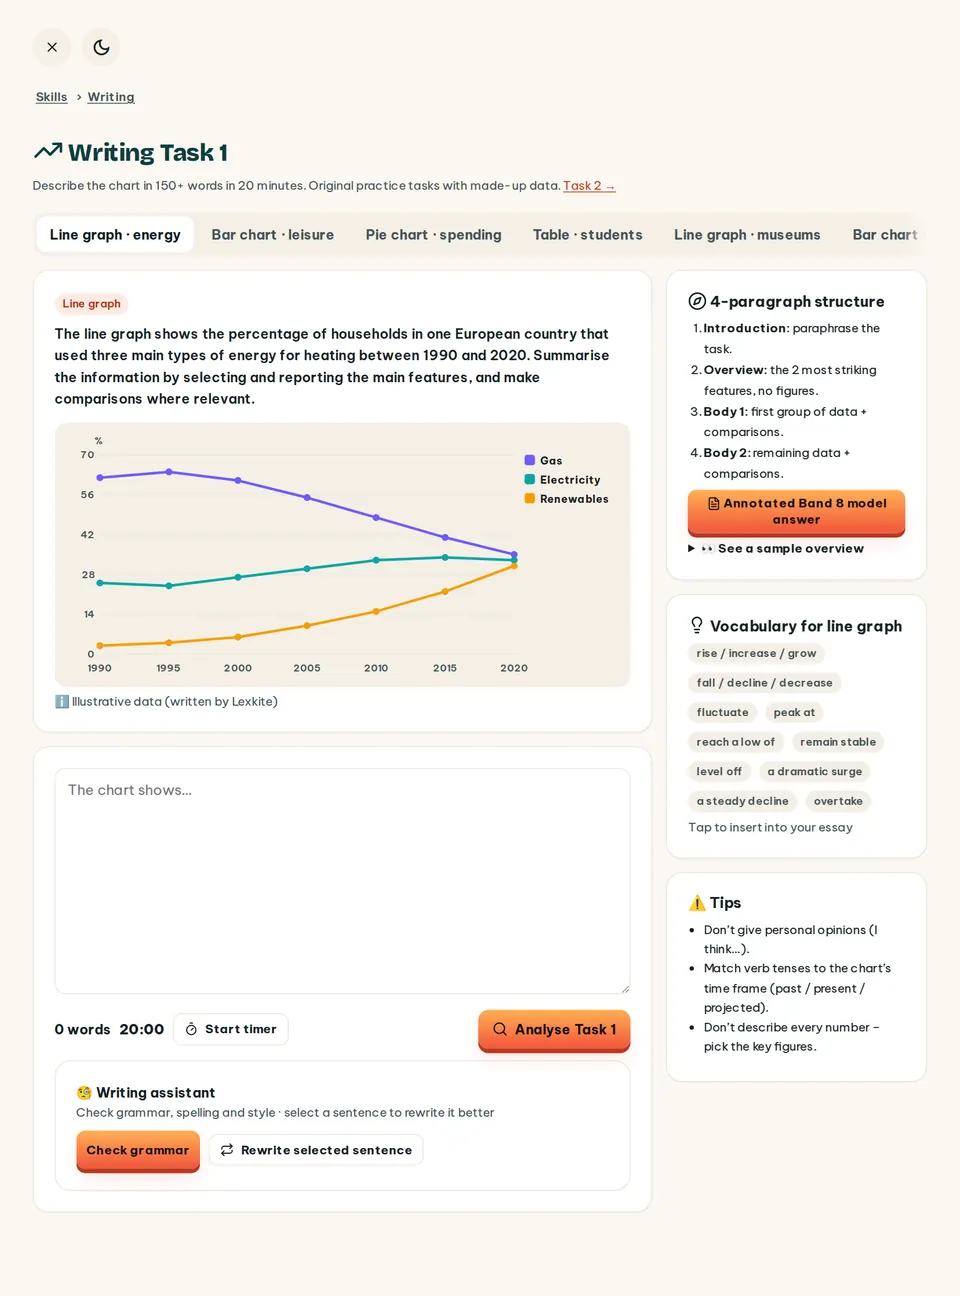 Skills › Writing
Writing Task 1
Describe the chart in 150+ words in 20 minutes. Original practice tasks with made-up data. Task 2 →
Line graph · energy
Bar chart · leisure
Pie chart · spending
Table · students
Line graph · museums
Bar chart
Line graph
The line graph shows the percentage of households in one European country that
used three main types of energy for heating between 1990 and 2020. Summarise
the information by selecting and reporting the main features, and make
comparisons where relevant.
%
70
56
42
28
14
0
1990 1995 2000 2005 2010 2015 2020
Gas
Electricity
Renewables
ℹ️ Illustrative data (written by Lexkite)
The chart shows...
0 words 20:00 Start timer
Analyse Task 1
🧐 Writing assistant
Check grammar, spelling and style · select a sentence to rewrite it better
Check grammar
Rewrite selected sentence
4-paragraph structure
1. Introduction: paraphrase the
task.
2. Overview: the 2 most striking
features, no figures.
3. Body 1: first group of data +
comparisons.
4. Body 2: remaining data +
comparisons.
Annotated Band 8 model
answer
▶ 👀 See a sample overview
Vocabulary for line graph
rise / increase / grow
fall / decline / decrease
fluctuate
peak at
reach a low of
remain stable
level off
a dramatic surge
a steady decline
overtake
Tap to insert into your essay
⚠️ Tips
• Don't give personal opinions (I
think...).
• Match verb tenses to the chart's
time frame (past / present /
projected).
• Don't describe every number –
pick the key figures.